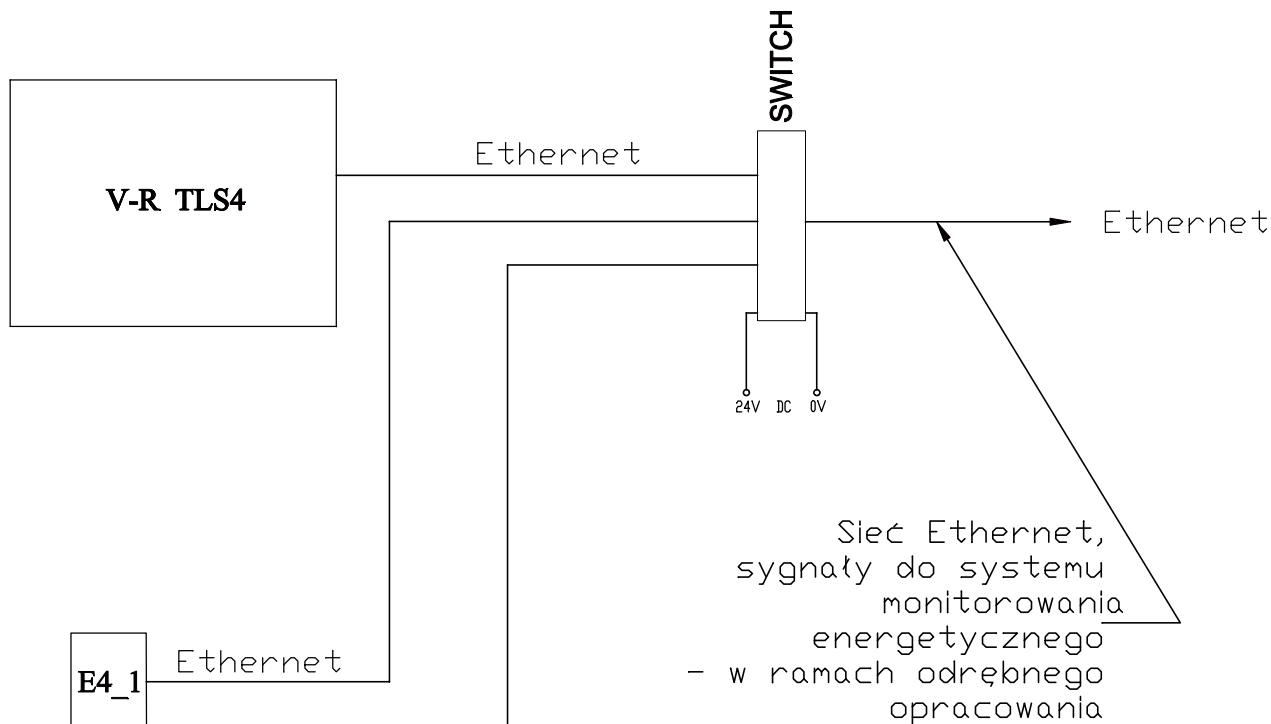 SWITCH
Ethernet
V-R TLS4
Ethernet
24V DC 0V
Sieć Ethernet,
sygnały do systemu
monitorowania
energetycznego
- w ramach odrębnego
opracowania
Ethernet
E4_1